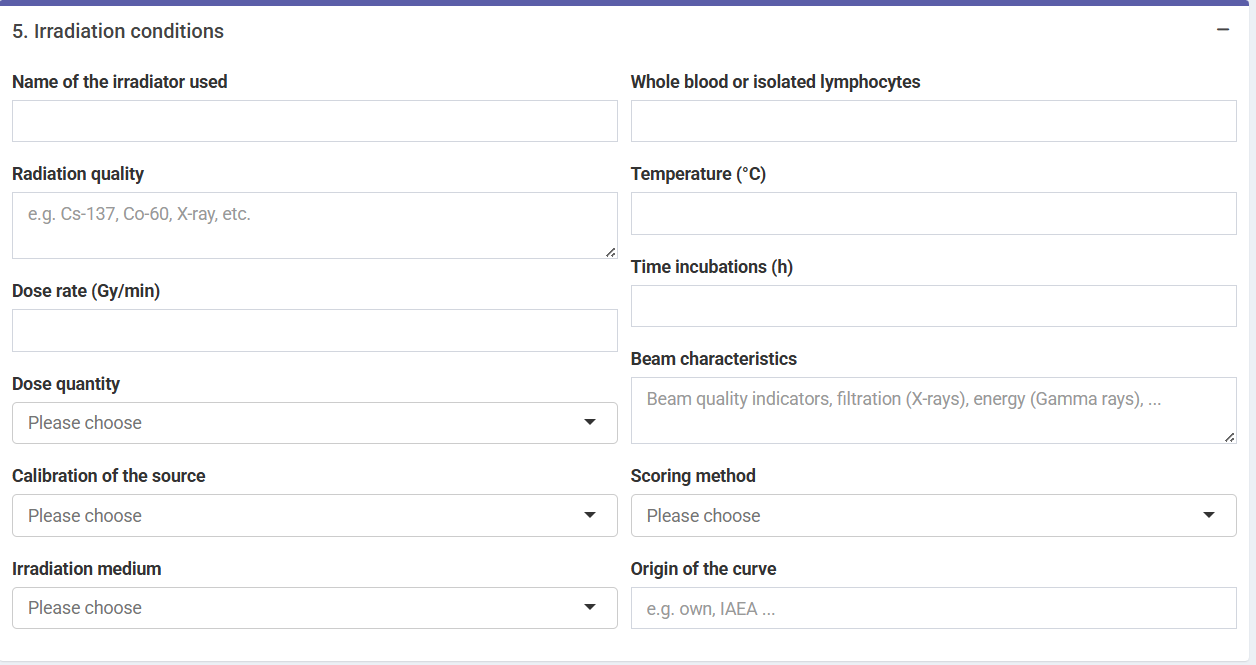 5. Irradiation conditions
Name of the irradiator used
Radiation quality
e.g. Cs-137, Co-60, X-ray, etc.
Dose rate (Gy/min)
Dose quantity
Please choose
Calibration of the source
Please choose
Irradiation medium
Please choose
Whole blood or isolated lymphocytes
Temperature (°C)
Time incubations (h)
Beam characteristics
Beam quality indicators, filtration (X-rays), energy (Gamma rays), ...
Scoring method
Please choose
Origin of the curve
e.g. own, IAEA ...